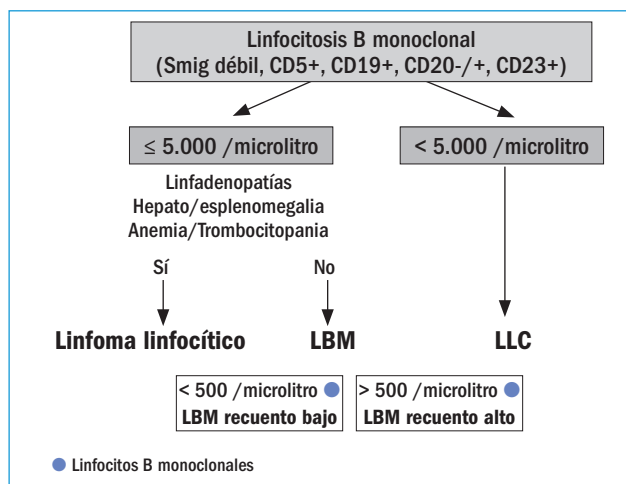 Linfocitosis B monoclonal
(Smig débil, CD5+, CD19+, CD20-/+, CD23+)
≤ 5.000 /microlitro
< 5.000 /microlitro
Linfadenopatías
Hepato/esplenomegalia
Anemia/Trombocitopania
Sí
No
Linfoma linfocítico
LBM
LLC
< 500 /microlitro
LBM recuento bajo
> 500 /microlitro
LBM recuento alto
Linfocitos B monoclonales